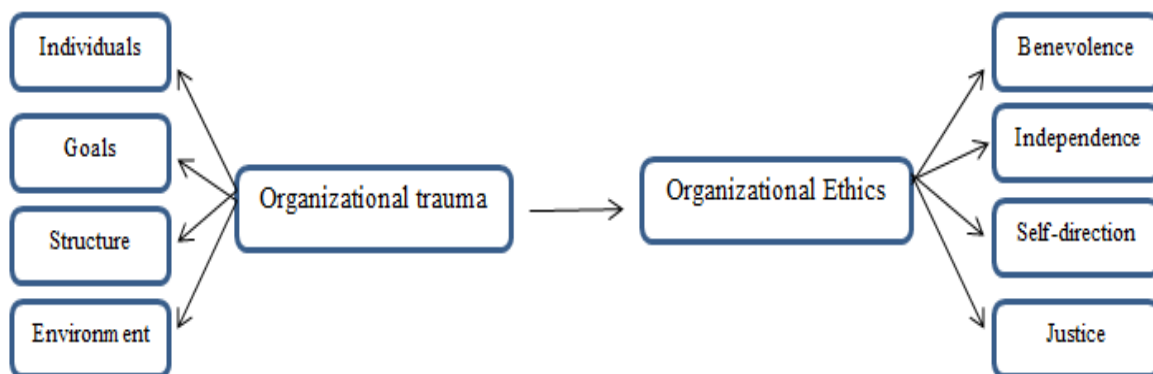 Individuals
Goals
Structure
Environment
Organizational trauma
Organizational Ethics
Benevolence
Independence
Self-direction
Justice